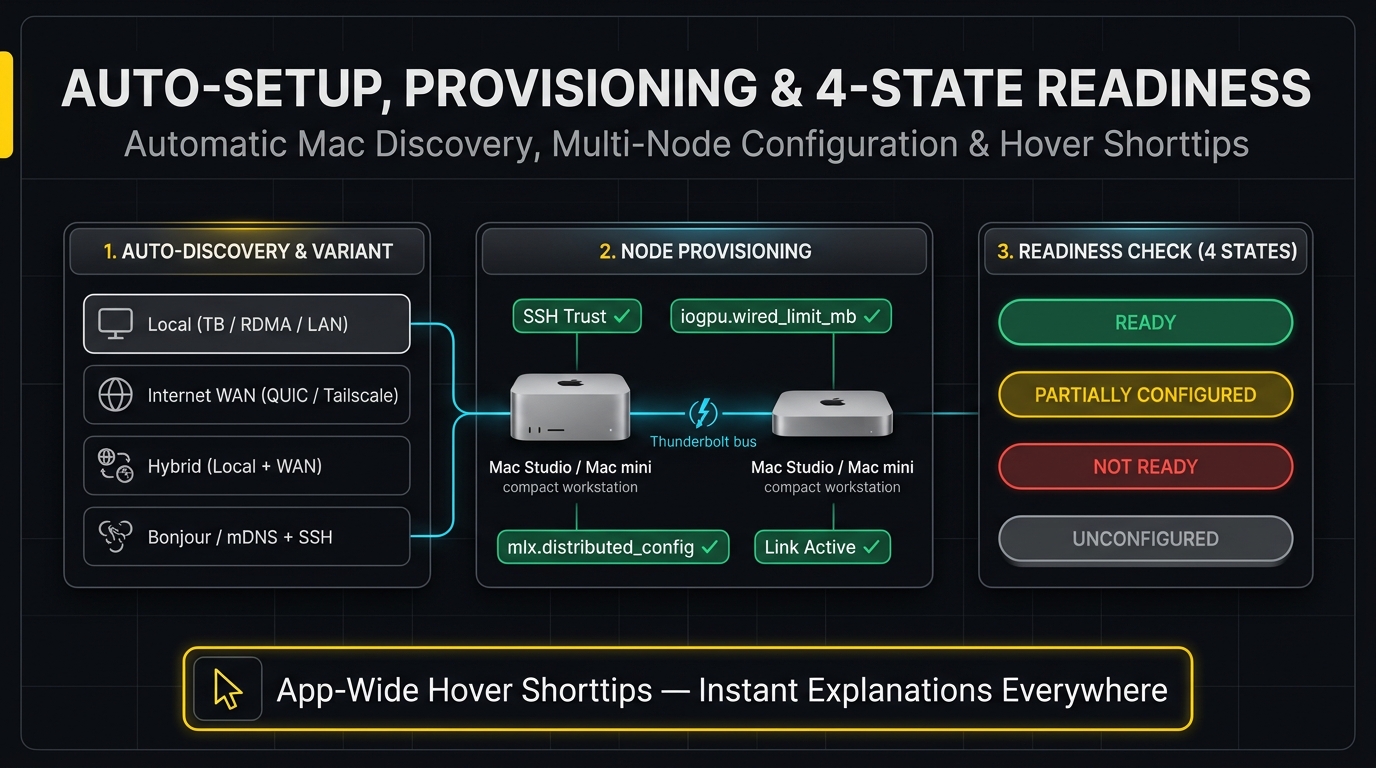 AUTO-SETUP, PROVISIONING & 4-STATE READINESS
Automatic Mac Discovery, Multi-Node Configuration & Hover Shorttips
1. AUTO-DISCOVERY & VARIANT
Local (TB / RDMA / LAN)
Internet WAN (QUIC / Tailscale)
Hybrid (Local + WAN)
Bonjour / mDNS + SSH
2. NODE PROVISIONING
SSH Trust ✓
iogpu.wired_limit_mb ✓
Thunderbolt bus
Mac Studio / Mac mini
compact workstation
Mac Studio / Mac mini
compact workstation
mlx.distributed_config ✓
Link Active ✓
3. READINESS CHECK (4 STATES)
READY
PARTIALLY CONFIGURED
NOT READY
UNCONFIGURED
App-Wide Hover Shorttips — Instant Explanations Everywhere